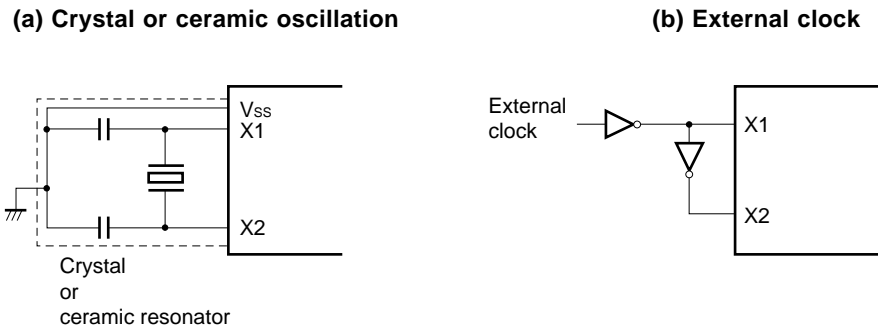 (a) Crystal or ceramic oscillation
VSS
X1
X2
Crystal
or
ceramic resonator
(b) External clock
External
clock
X1
X2